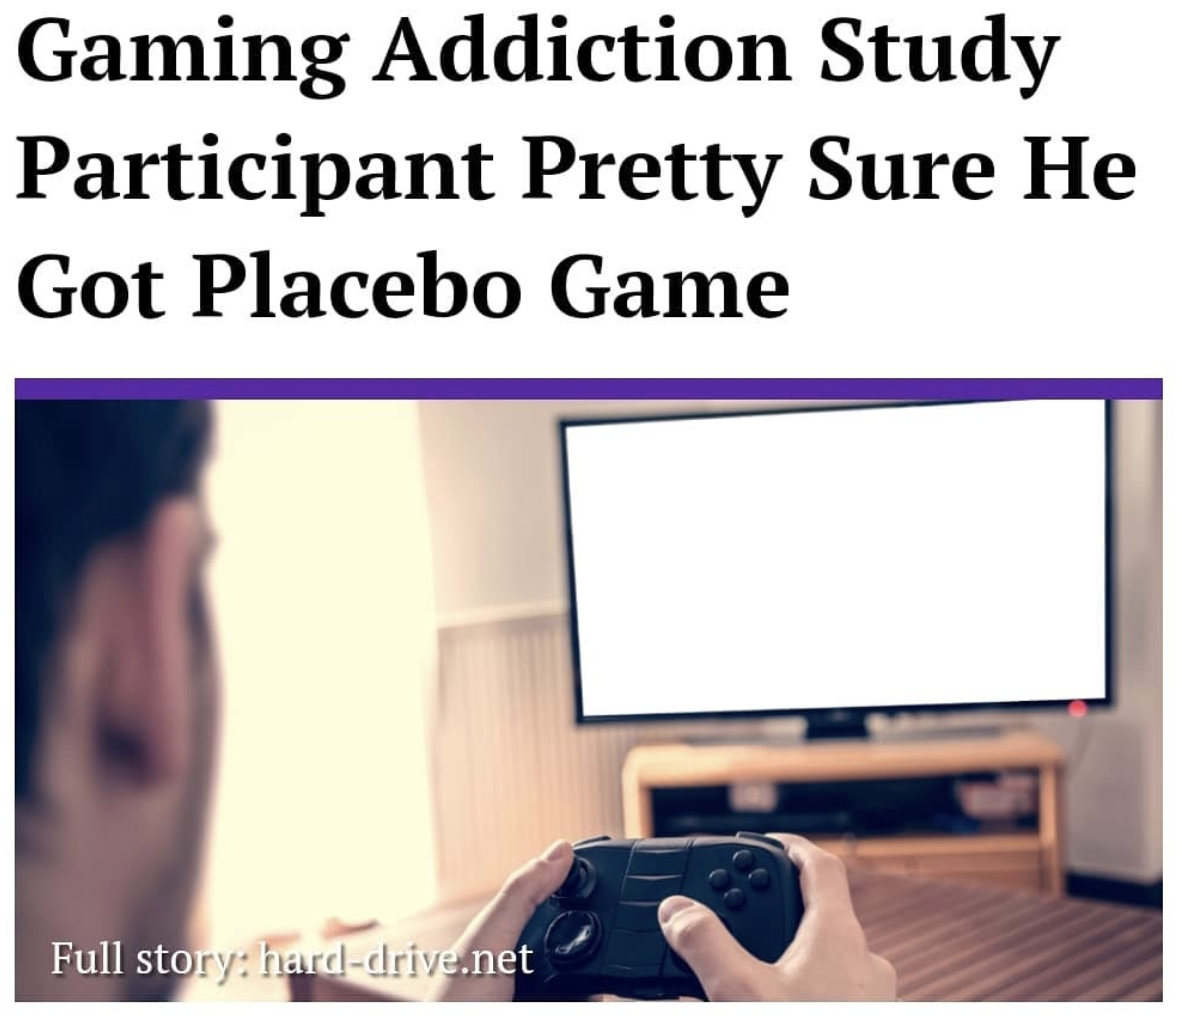 Gaming Addiction Study
Participant Pretty Sure He
Got Placebo Game
Full story: hard-drive.net